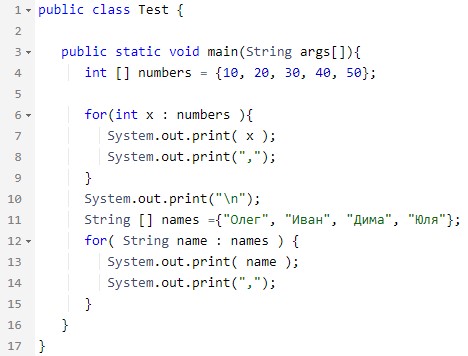 1 public class Test {
2
3 public static void main(String args[]){
4 int [] numbers = {10, 20, 30, 40, 50};
5
6 for(int x : numbers ){
7 System.out.print( x );
8 System.out.print(",");
9 }
10 System.out.print("\n");
11 String [] names ={"Олег", "Иван", "Дима", "Юля"};
12 for( String name : names ) {
13 System.out.print( name );
14 System.out.print(",");
15 }
16 }
17 }